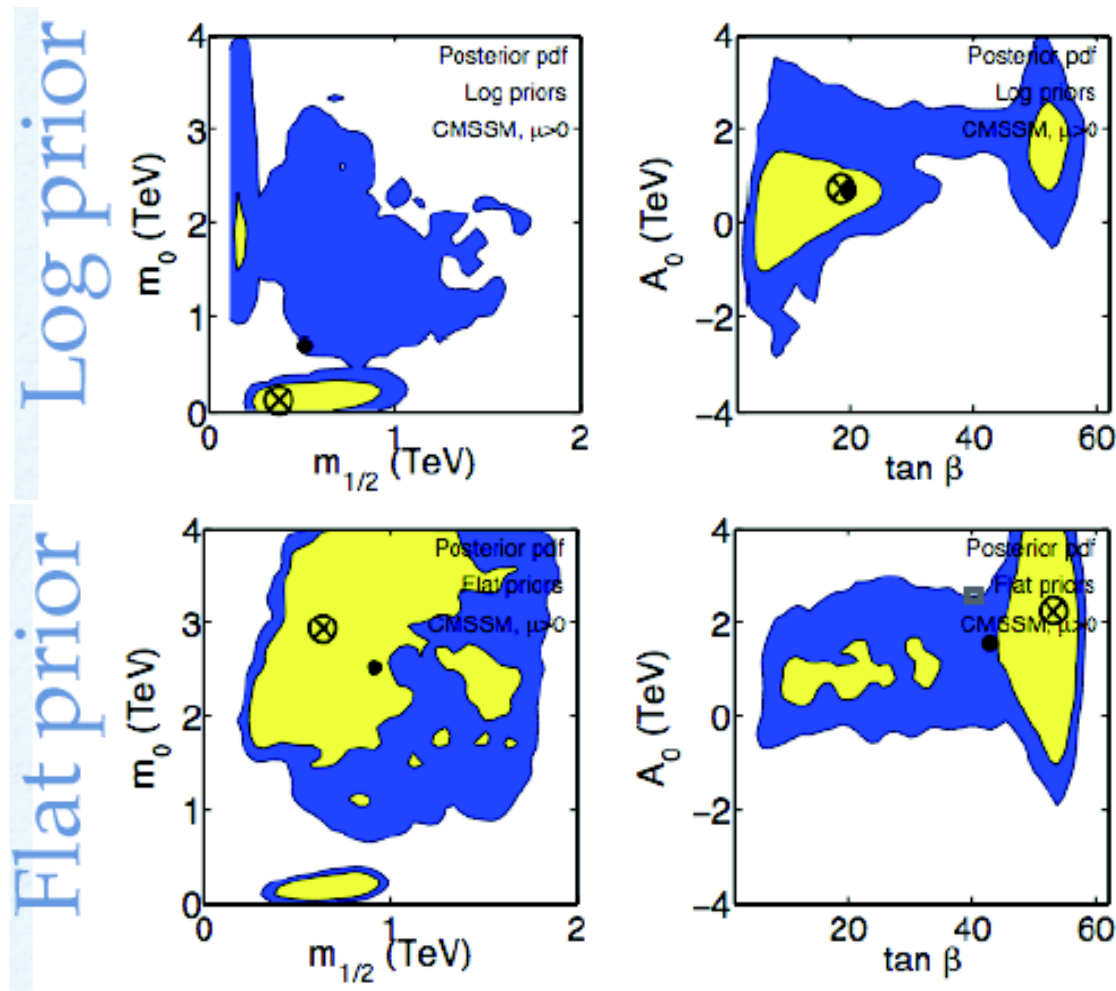 Log prior
4
3
2
1
0
m0 (TeV)
Posterior pdf
Log priors
CMSSM, μ>0
0
1
2
m1/2 (TeV)
4
2
0
−2
−4
A0 (TeV)
Posterior pdf
Log priors
CMSSM, μ>0
20
40
60
tan β
Flat prior
4
3
2
1
0
m0 (TeV)
Posterior pdf
Flat priors
CMSSM, μ>0
0
1
2
m1/2 (TeV)
4
2
0
−2
−4
A0 (TeV)
Posterior pdf
Flat priors
CMSSM, μ>0
20
40
60
tan β